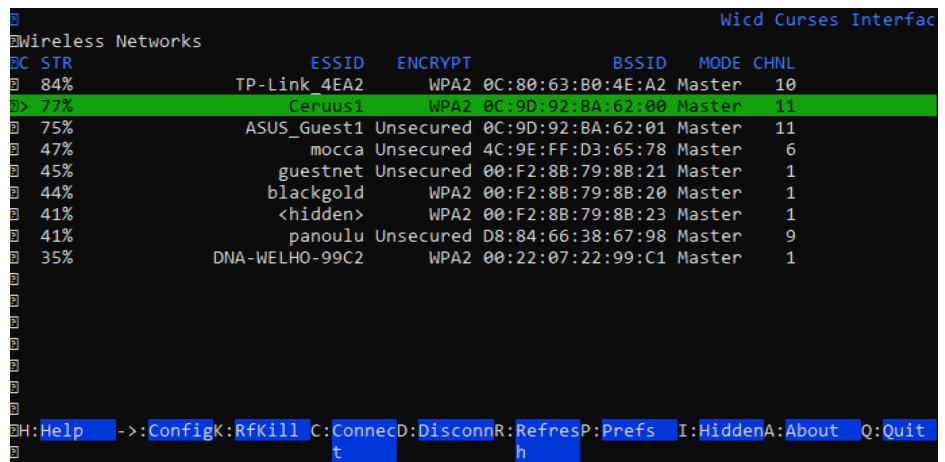 Wicd Curses Interfac
Wireless Networks
C STR ESSID ENCRYPT BSSID MODE CHNL
84% TP-Link_4EA2 WPA2 0C:80:63:B0:4E:A2 Master 10
> 77% Ceruus1 WPA2 0C:9D:92:BA:62:00 Master 11
75% ASUS_Guest1 Unsecured 0C:9D:92:BA:62:01 Master 11
47% mocca Unsecured 4C:9E:FF:D3:65:78 Master 6
45% guestnet Unsecured 00:F2:8B:79:8B:21 Master 1
44% blackgold WPA2 00:F2:8B:79:8B:20 Master 1
41% <hidden> WPA2 00:F2:8B:79:8B:23 Master 1
41% panoulu Unsecured D8:84:66:38:67:98 Master 9
35% DNA-WELHO-99C2 WPA2 00:22:07:22:99:C1 Master 1
H:Help ->:ConfigK:RfKill C:ConnecD:DisconnR:RefresP:Prefs I:HiddenA:About Q:Quit
t h